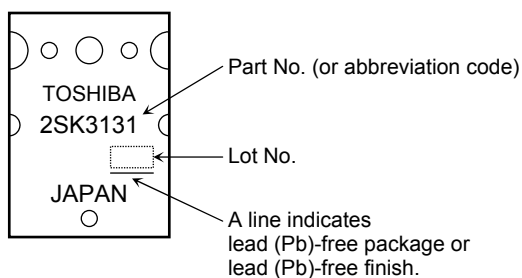 Part No. (or abbreviation code)
TOSHIBA
2SK3131
Lot No.
JAPAN
A line indicates
lead (Pb)-free package or
lead (Pb)-free finish.